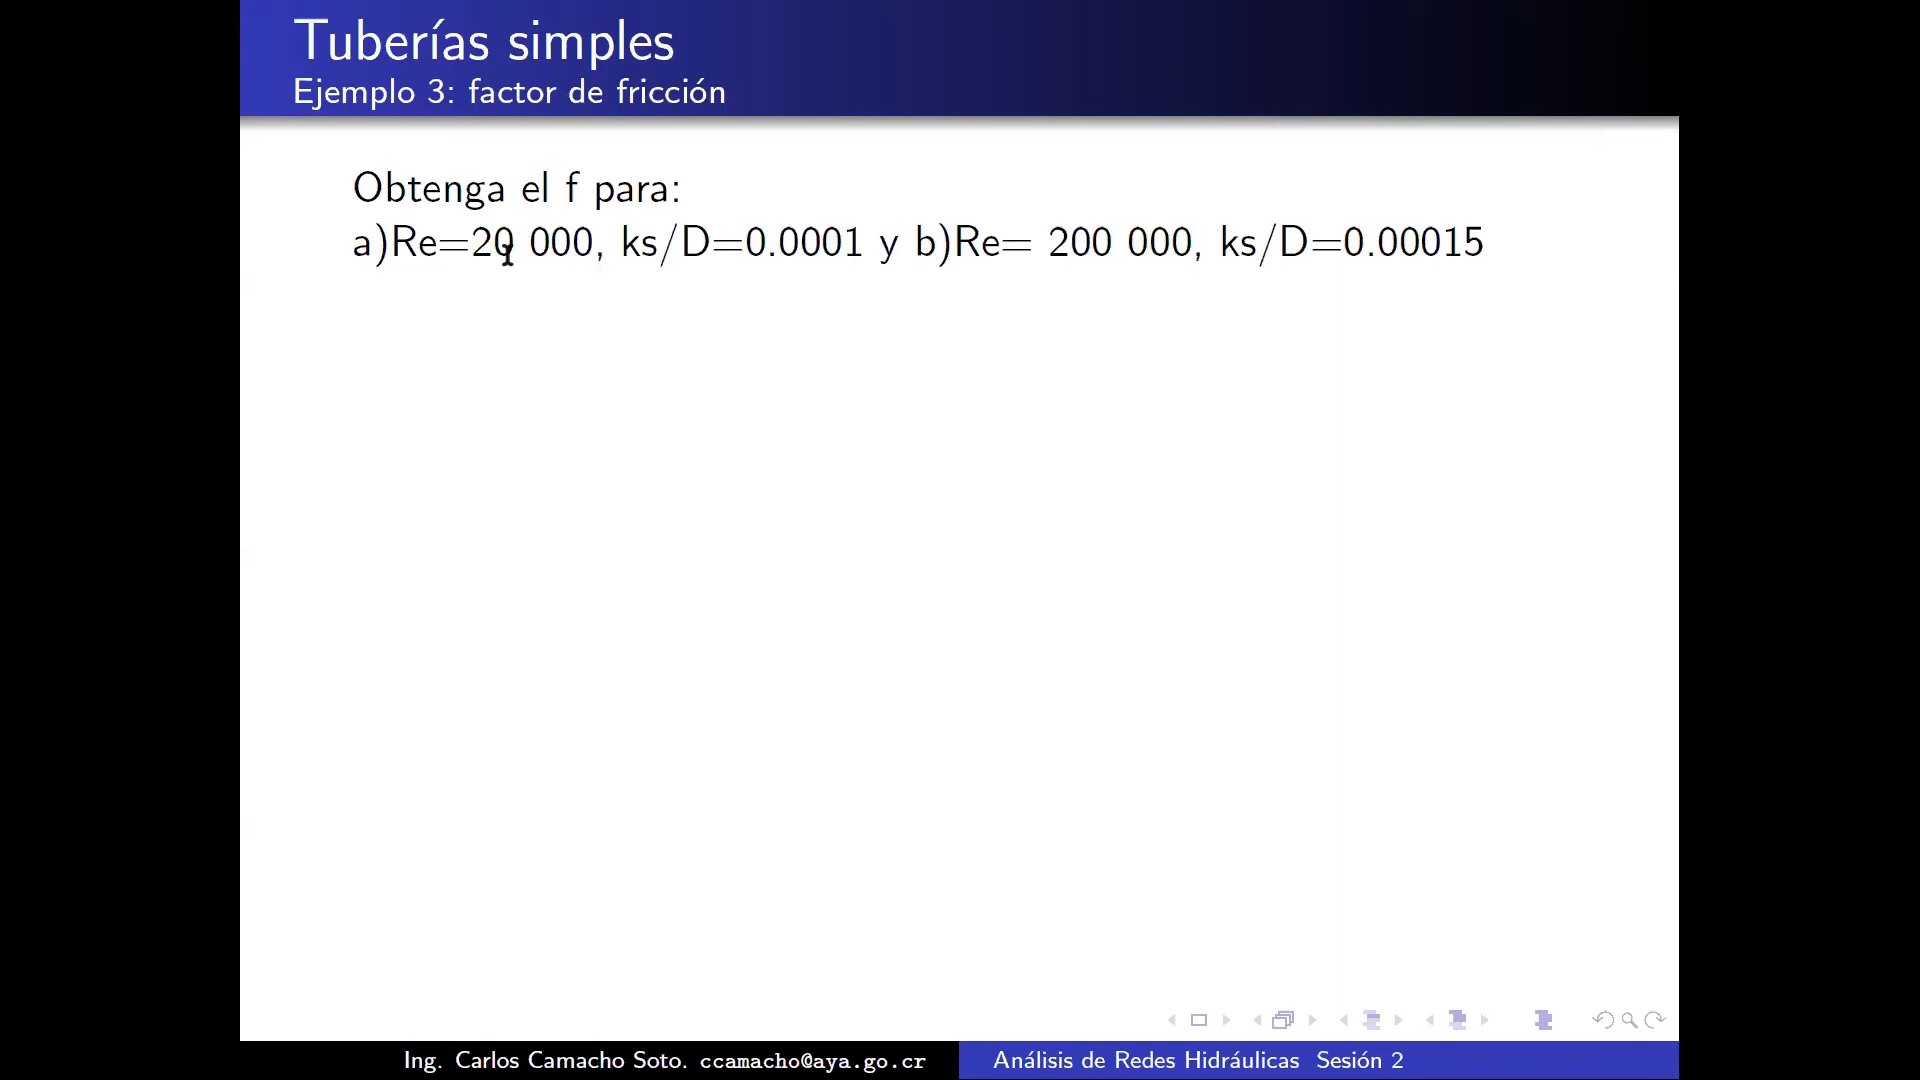 Tuberías simples
Ejemplo 3: factor de fricción
Obtenga el f para:
a)Re=20 000, ks/D=0.0001 y b)Re= 200 000, ks/D=0.00015
Ing. Carlos Camacho Soto. ccamacho@aya.go.cr Análisis de Redes Hidráulicas Sesión 2